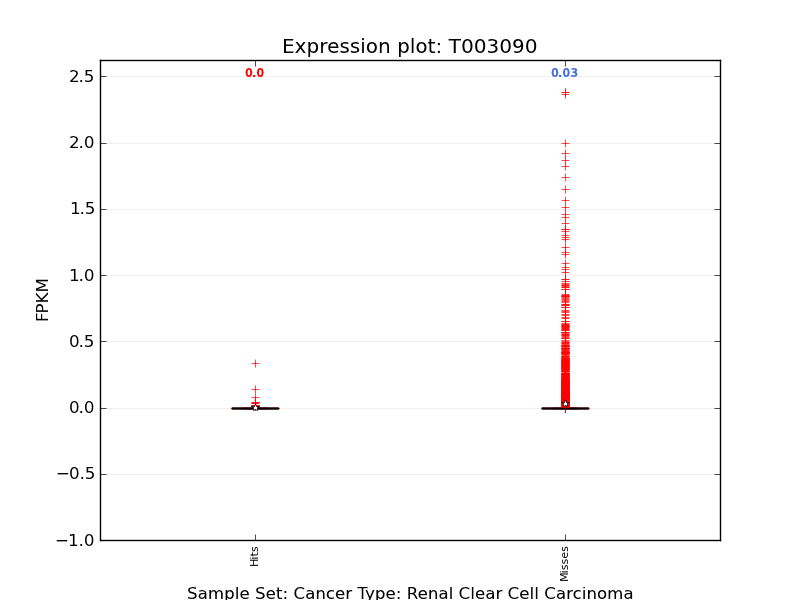 Expression plot: T003090
0.0
0.03
2.5
2.0
1.5
1.0
0.5
0.0
−0.5
−1.0
FPKM
Hits
Misses
Sample Set: Cancer Type: Renal Clear Cell Carcinoma